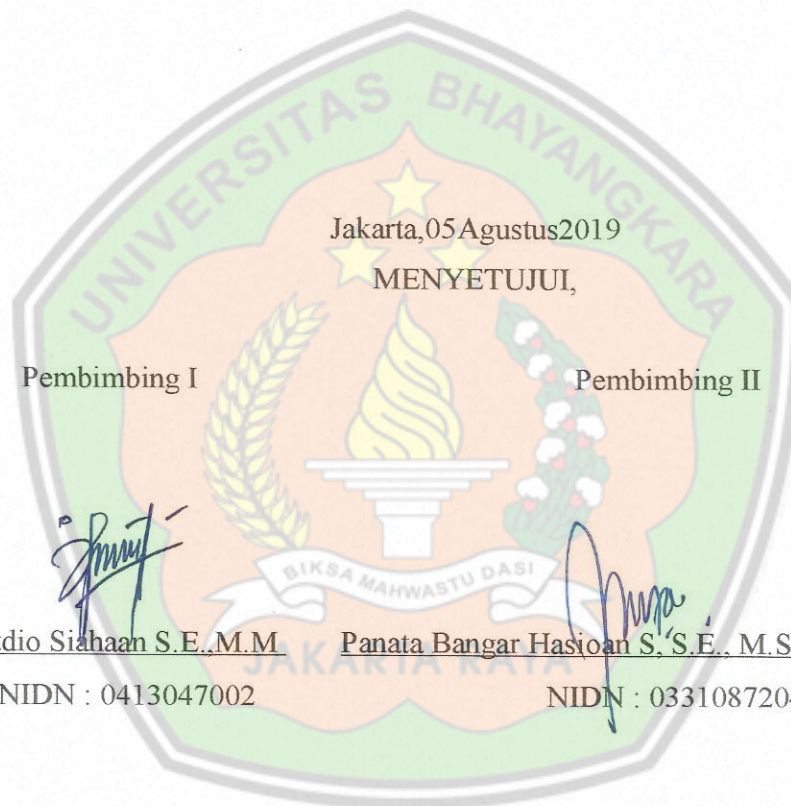 UNIVERSITAS BHAYANGKARA
Jakarta,05Agustus2019
MENYETUJUI,
Pembimbing I Pembimbing II
BIKSA MAHWASTU DASI
dio Siahaan S.E.,M.M Panata Bangar Hasioan S, S.E., M.S
JAKARTA RAYA
NIDN : 0413047002 NIDN : 033108720